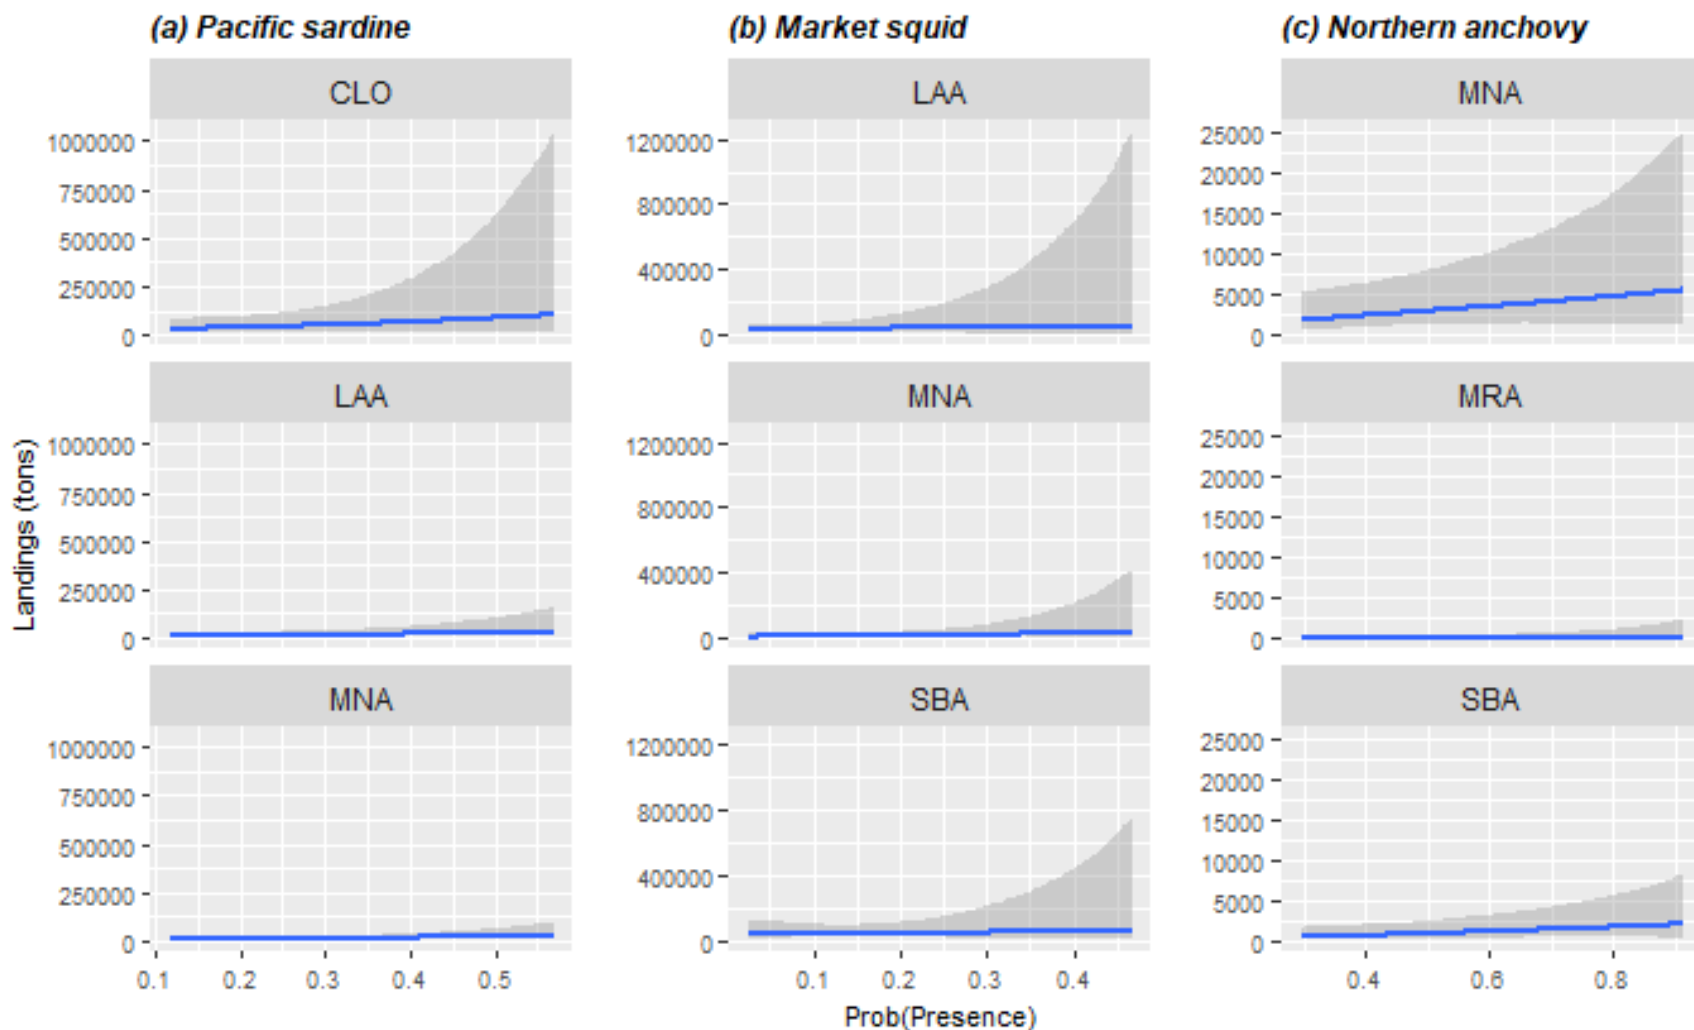 (a) Pacific sardine (b) Market squid (c) Northern anchovy
CLO LAA MNA
1000000 1200000 25000
750000 800000 20000
500000 400000 15000
250000 0 10000
0 5000
0
LAA MNA MRA
1000000 1200000 25000
750000 800000 20000
500000 400000 15000
250000 0 10000
0 5000
0
MNA SBA SBA
1000000 1200000 25000
750000 800000 20000
500000 400000 15000
250000 0 10000
0 5000
0
0.1 0.2 0.3 0.4 0.5 0.1 0.2 0.3 0.4 0.4 0.6 0.8
Landings (tons)
Prob(Presence)